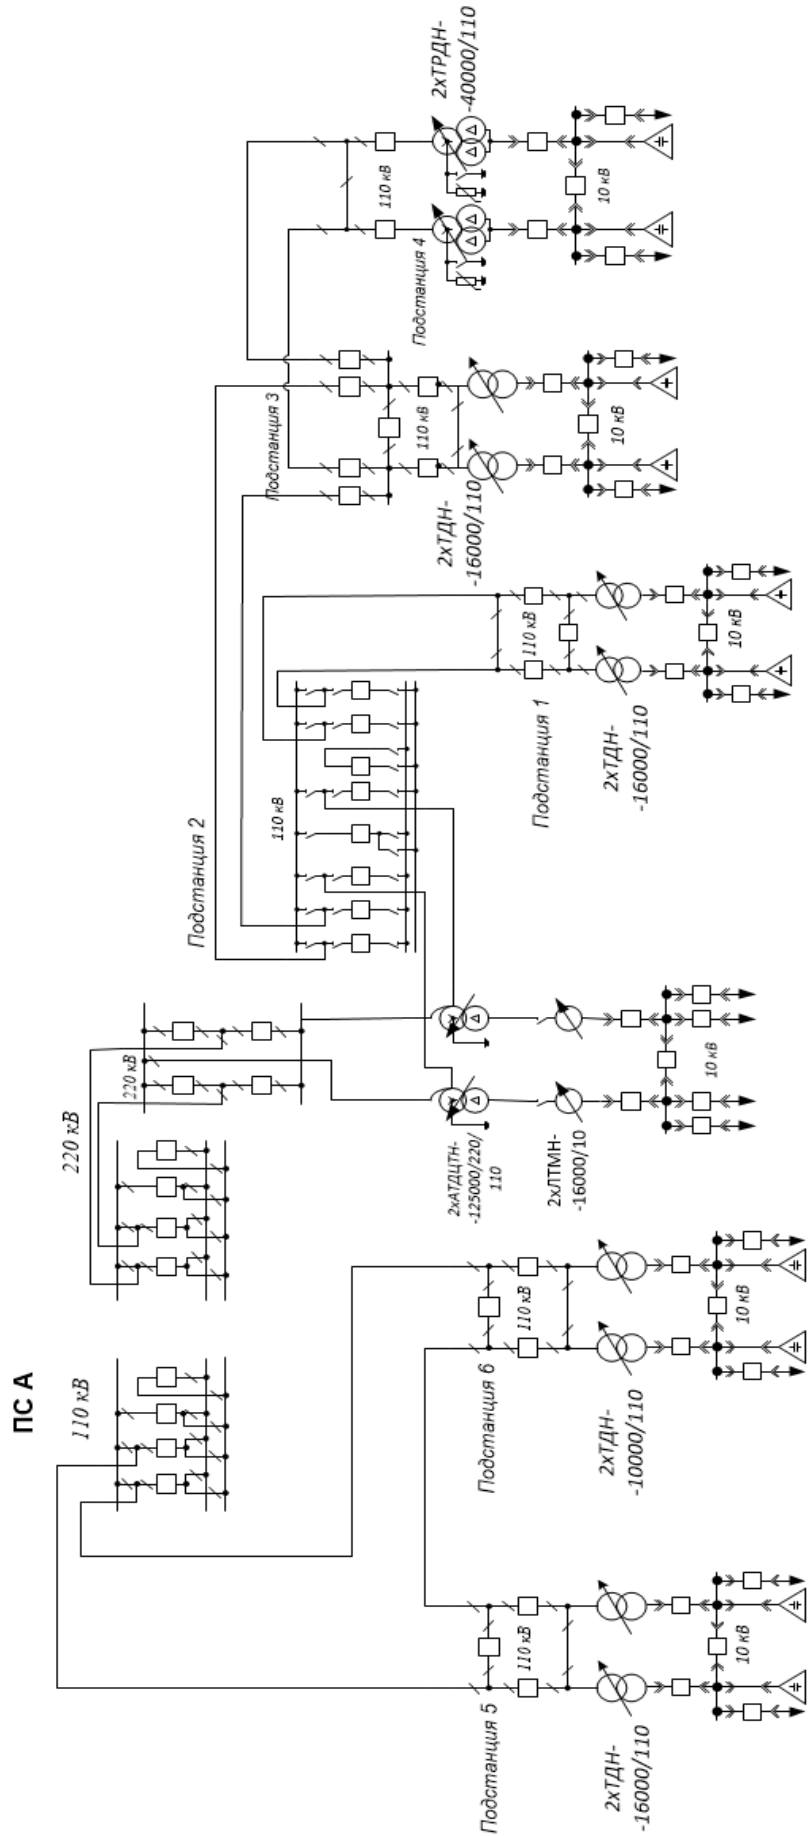 ПС А
110 кВ
220 кВ
220 кВ
Подстанция 2
110 кВ
Подстанция 3
110 кВ
2хТДН-
-16000/110
10 кВ
Подстанция 4
110 кВ
2хТРДН-
-40000/110
10 кВ
Подстанция 1
110 кВ
2хТДН-
-16000/110
10 кВ
2хАТДЦТН-
-125000/220/
110
2хЛТМН-
-16000/10
10 кВ
Подстанция 6
110 кВ
2хТДН-
-10000/110
10 кВ
Подстанция 5
110 кВ
2хТДН-
-16000/110
10 кВ